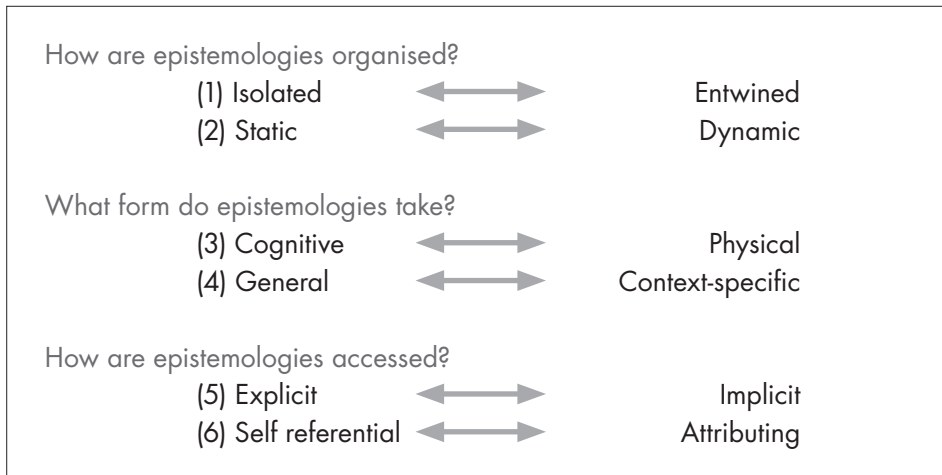 How are epistemologies organised?
(1) Isolated Entwined
(2) Static Dynamic
What form do epistemologies take?
(3) Cognitive Physical
(4) General Context-specific
How are epistemologies accessed?
(5) Explicit Implicit
(6) Self referential Attributing